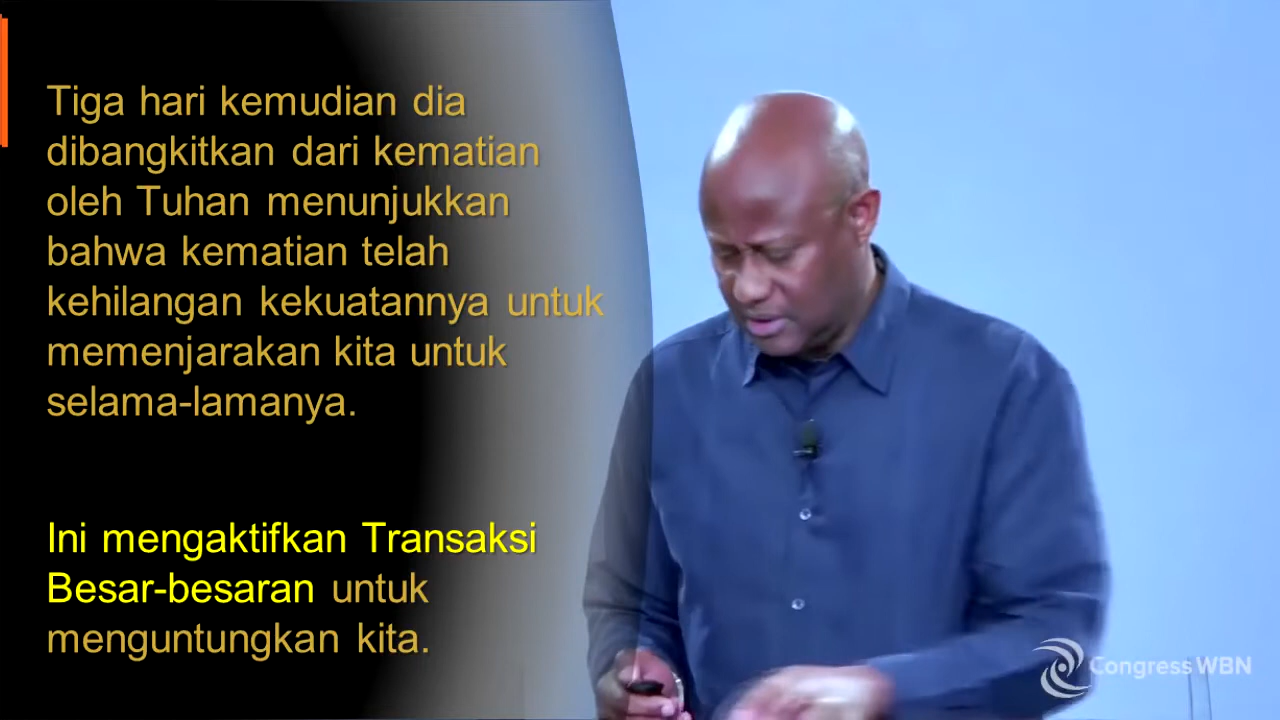 Tiga hari kemudian dia
dibangkitkan dari kematian
oleh Tuhan menunjukkan
bahwa kematian telah
kehilangan kekuatannya untuk
memenjarakan kita untuk
selama-lamanya.
Ini mengaktifkan Transaksi
Besar-besaran untuk
menguntungkan kita.
CongressWBN